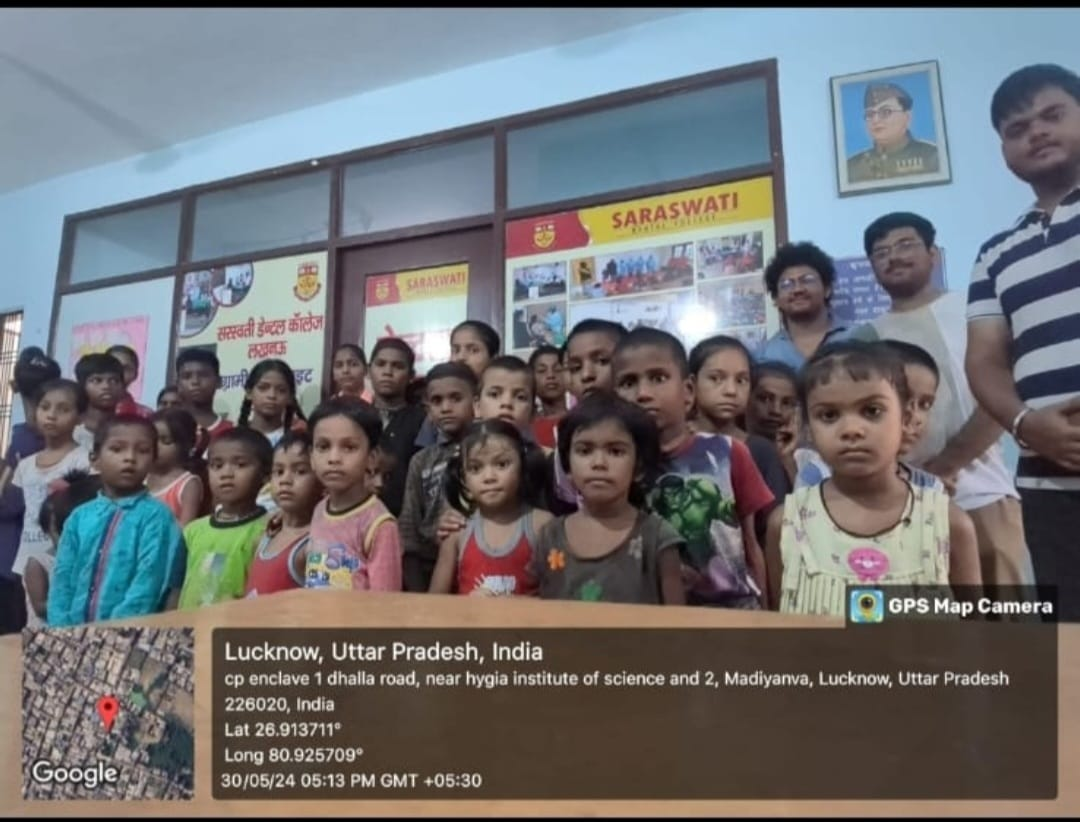 SARASWATI
DENTAL COLLEGE
SARASWATI
सरस्वती डेन्टल कॉलेज
लखनऊ
GPS Map Camera
Lucknow, Uttar Pradesh, India
cp enclave 1 dhalla road, near hygia institute of science and 2, Madiyanva, Lucknow, Uttar Pradesh
226020, India
Lat 26.913711°
Long 80.925709°
30/05/24 05:13 PM GMT +05:30
Google